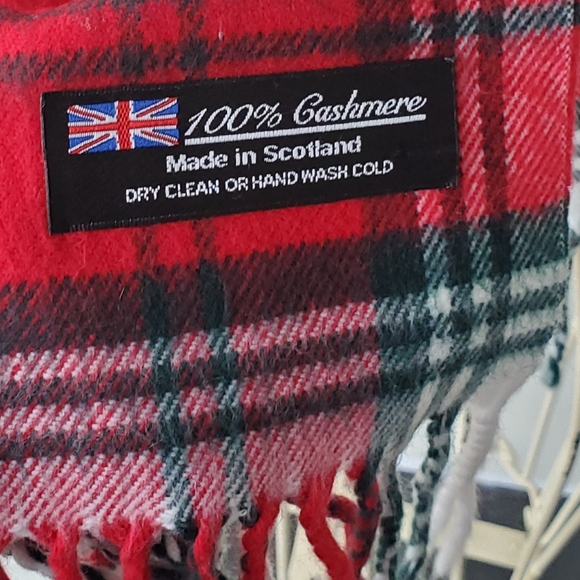 100% Cashmere
Made in Scotland
DRY CLEAN OR HAND WASH COLD